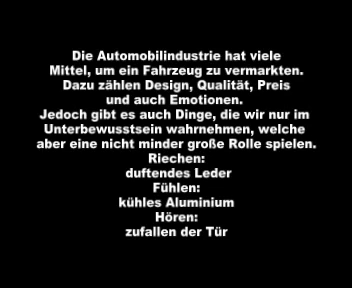 Die Automobilindustrie hat viele
Mittel, um ein Fahrzeug zu vermarkten.
Dazu zählen Design, Qualität, Preis
und auch Emotionen.
Jedoch gibt es auch Dinge, die wir nur im
Unterbewusstsein wahrnehmen, welche
aber eine nicht minder große Rolle spielen.
Riechen:
duftendes Leder
Fühlen:
kühles Aluminium
Hören:
zufallen der Tür